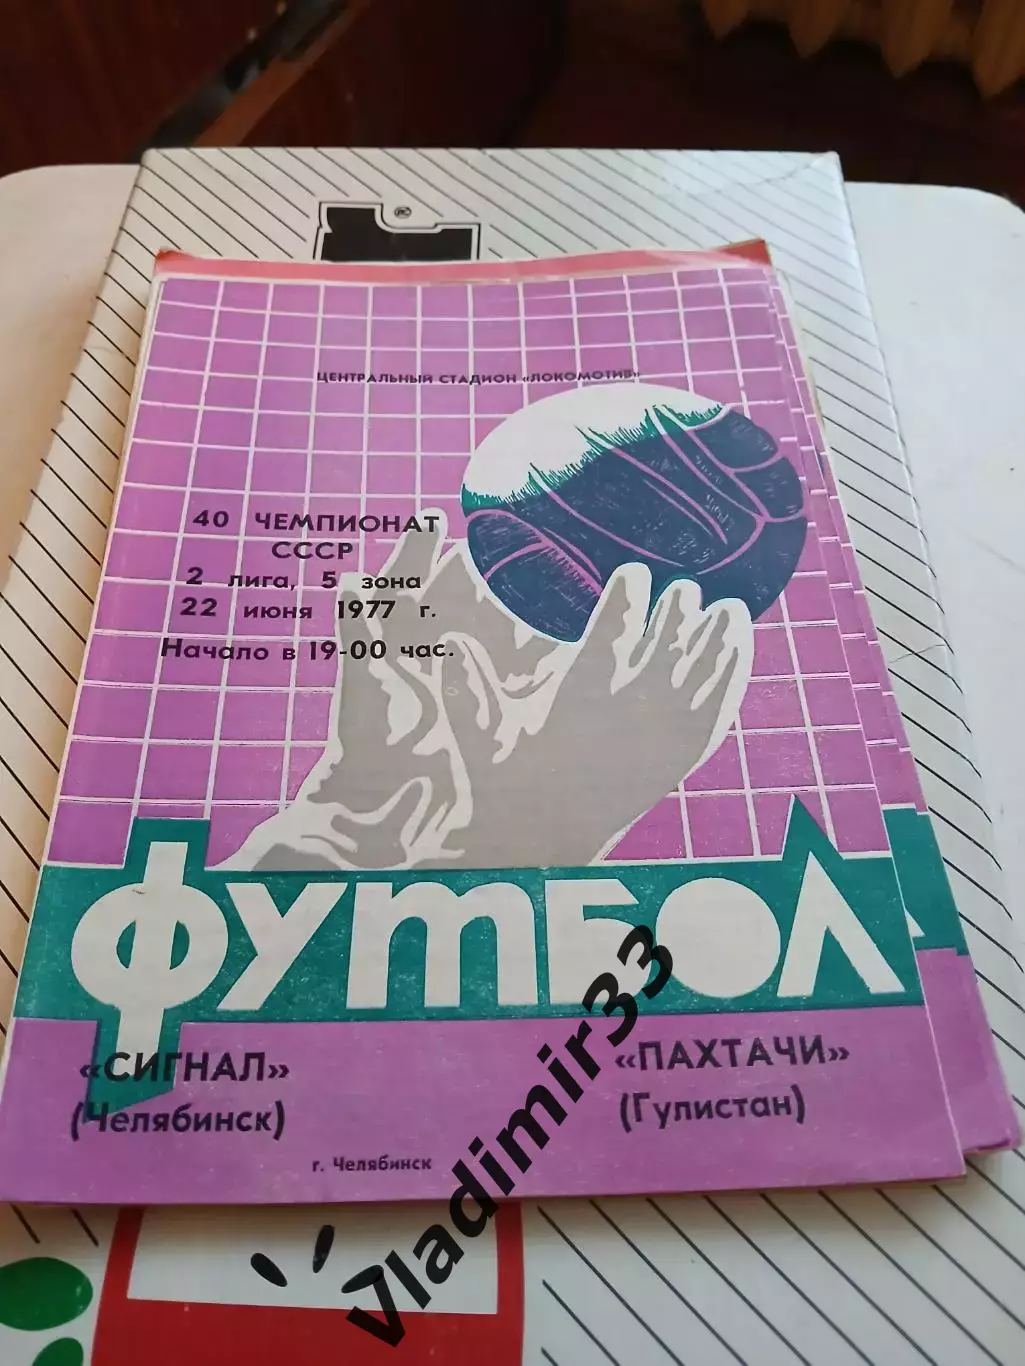 ®
ЦЕНТРАЛЬНЫЙ СТАДИОН «ЛОКОМОТИВ»
40 ЧЕМПИОНАТ
СССР
2 лига, 5 зона
22 июня 1977 г.
Начало в 19-00 час.
ФУТБОЛ
«СИГНАЛ»
(Челябинск)
«ПАХТАЧИ»
(Гулистан)
г. Челябинск
Vladimir33